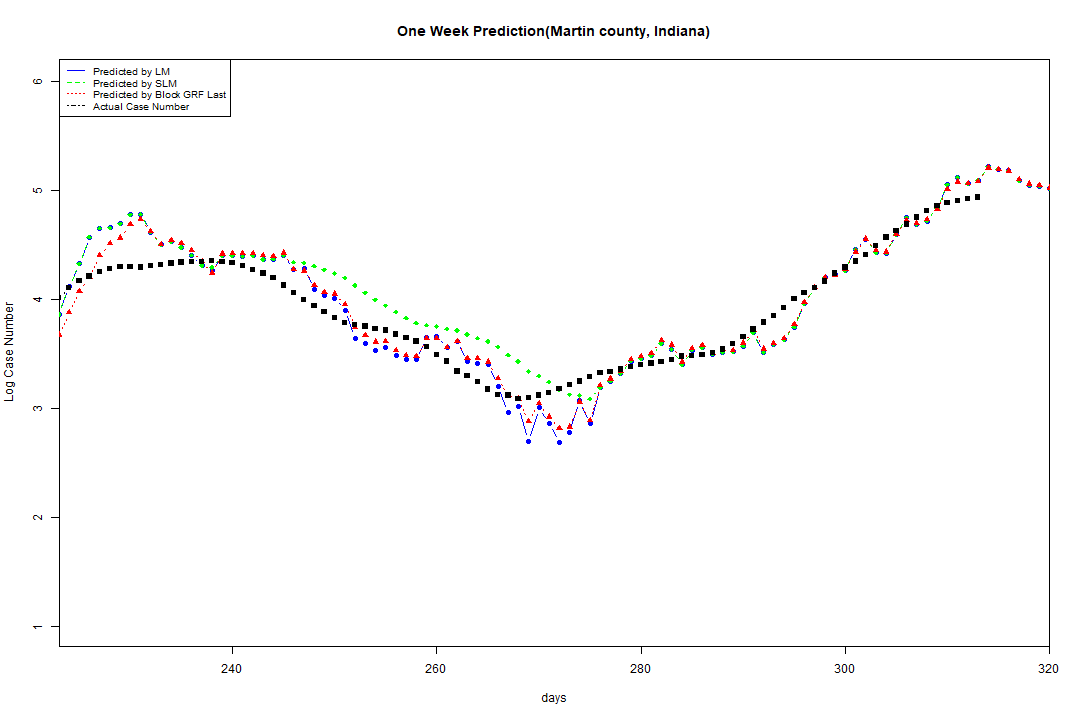 One Week Prediction(Martin county, Indiana)
Predicted by LM
Predicted by SLM
Predicted by Block GRF Last
Actual Case Number
6
5
4
3
2
1
Log Case Number
240 260 280 300 320
days